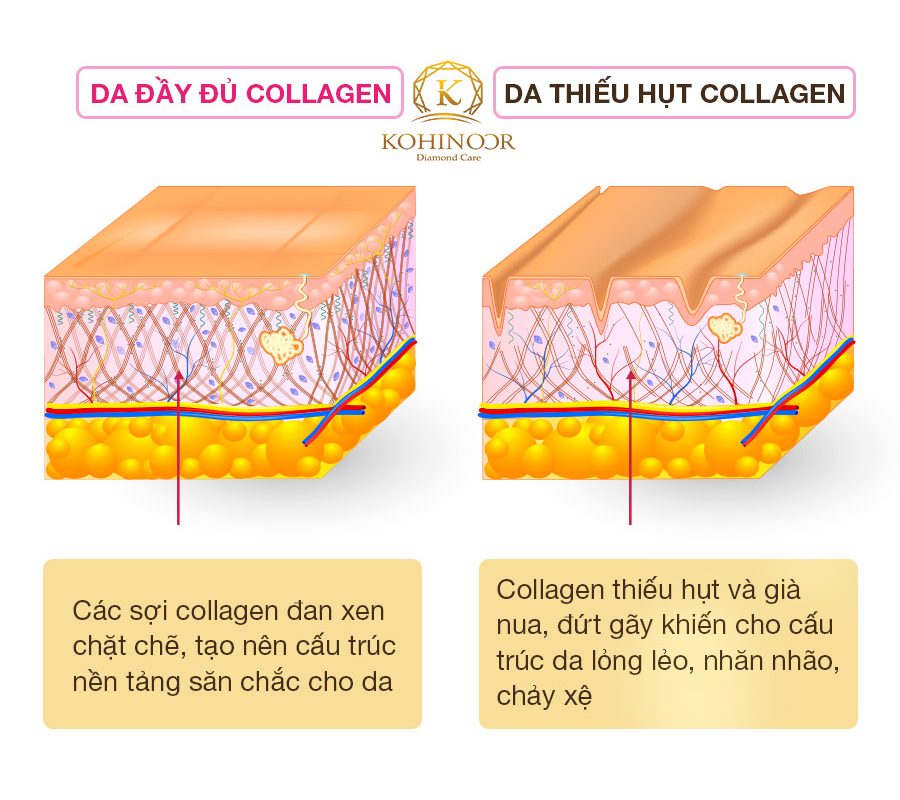 DA ĐẦY ĐỦ COLLAGEN
K
KOHINOOR
Diamond Care
DA THIẾU HỤT COLLAGEN
Các sợi collagen đan xen
chặt chẽ, tạo nên cấu trúc
nền tảng săn chắc cho da
Collagen thiếu hụt và già
nua, đứt gãy khiến cho cấu
trúc da lỏng lẻo, nhăn nhão,
chảy xệ